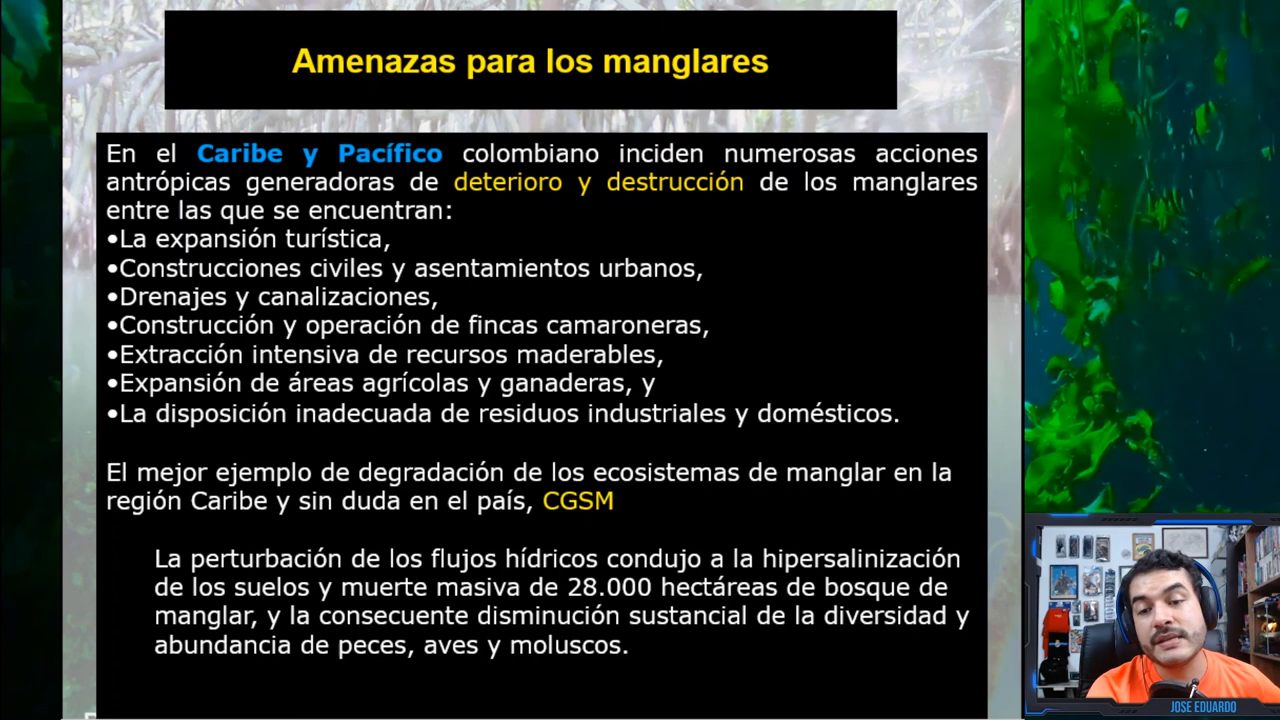 Amenazas para los manglares
En el Caribe y Pacífico colombiano inciden numerosas acciones
antrópicas generadoras de deterioro y destrucción de los manglares
entre las que se encuentran:
•La expansión turística,
•Construcciones civiles y asentamientos urbanos,
•Drenajes y canalizaciones,
•Construcción y operación de fincas camaroneras,
•Extracción intensiva de recursos maderables,
•Expansión de áreas agrícolas y ganaderas, y
•La disposición inadecuada de residuos industriales y domésticos.
El mejor ejemplo de degradación de los ecosistemas de manglar en la
región Caribe y sin duda en el país, CGSM
La perturbación de los flujos hídricos condujo a la hipersalinización
de los suelos y muerte masiva de 28.000 hectáreas de bosque de
manglar, y la consecuente disminución sustancial de la diversidad y
abundancia de peces, aves y moluscos.
JOSE EDUARDO